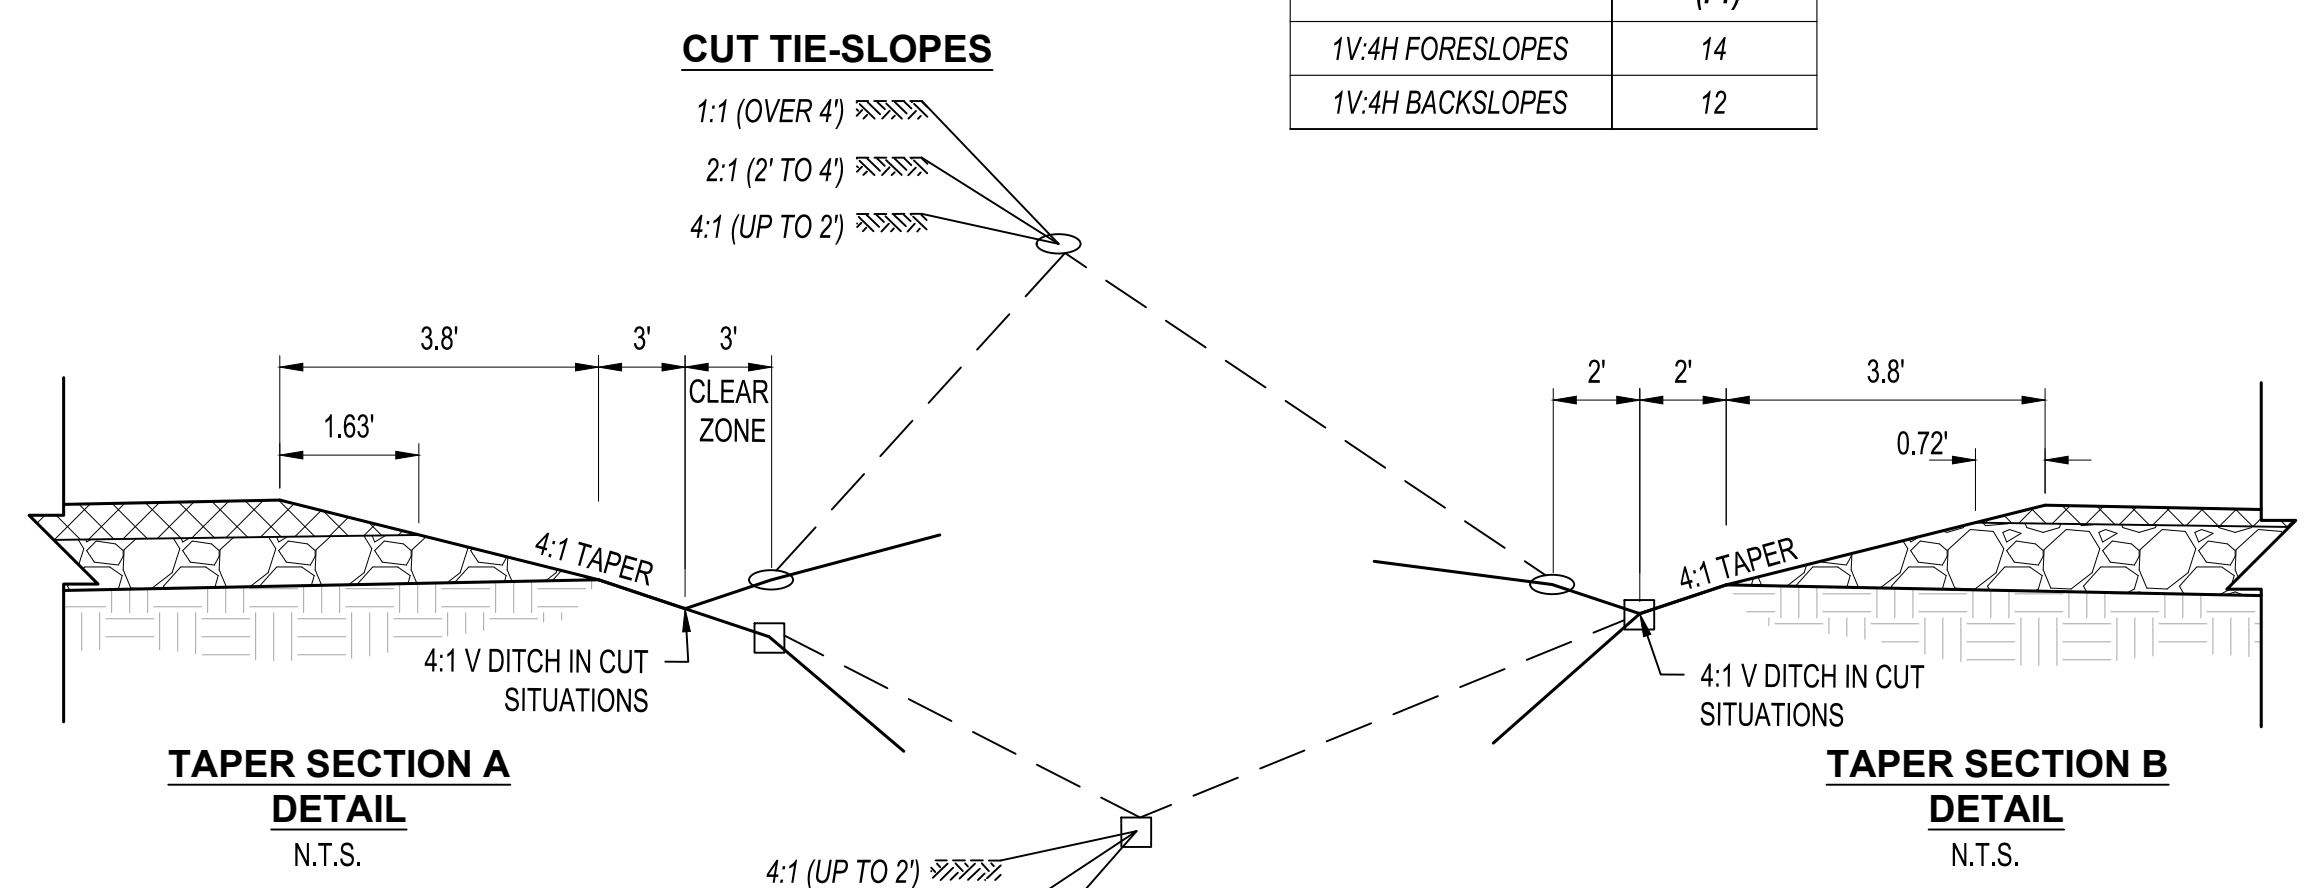 (FT)
1V:4H FORESLOPES 14
1V:4H BACKSLOPES 12
CUT TIE-SLOPES
1:1 (OVER 4')
2:1 (2' TO 4')
4:1 (UP TO 2')
3.8'
3'
3'
CLEAR
ZONE
1.63'
4:1 TAPER
4:1 V DITCH IN CUT
SITUATIONS
TAPER SECTION A
DETAIL
N.T.S.
2'
2'
3.8'
0.72'
4:1 TAPER
4:1 V DITCH IN CUT
SITUATIONS
TAPER SECTION B
DETAIL
N.T.S.
4:1 (UP TO 2')